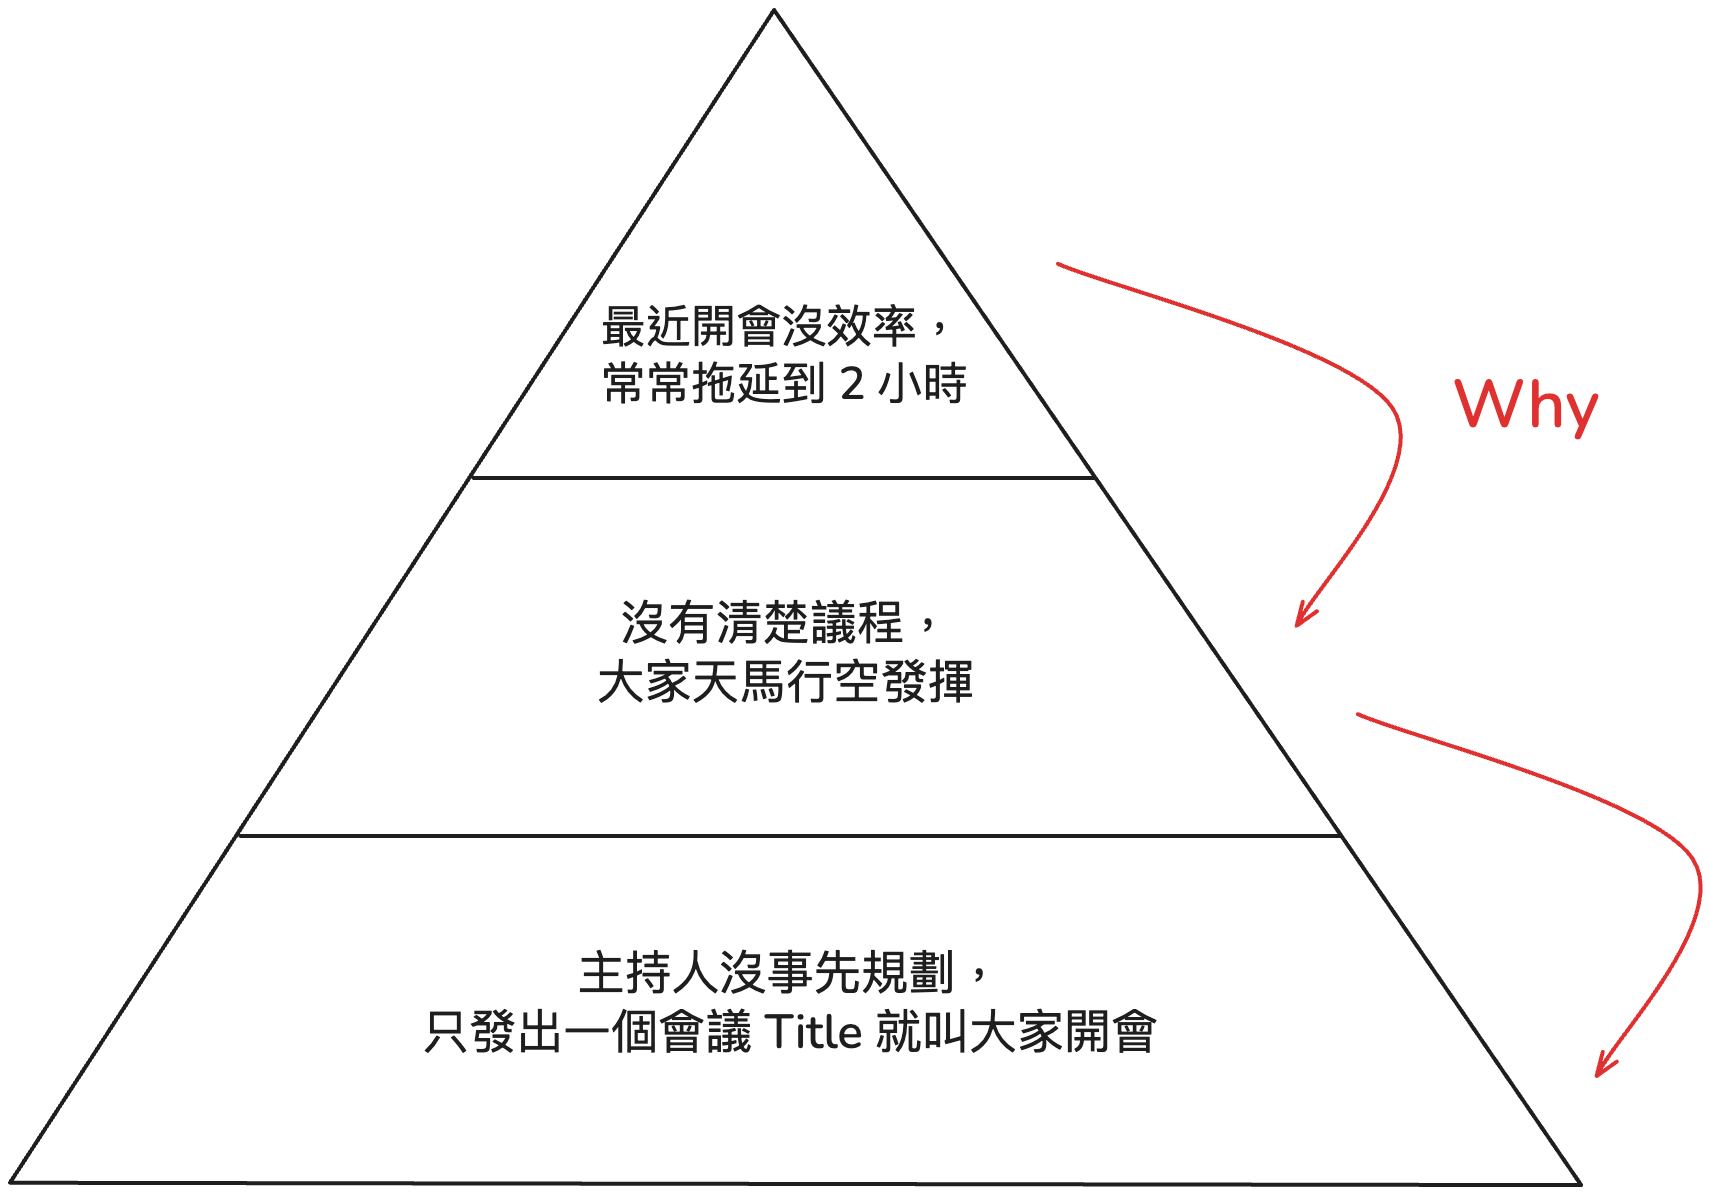 最近開會沒效率，
常常拖延到 2 小時
Why
沒有清楚議程，
大家天馬行空發揮
主持人沒事先規劃，
只發出一個會議 Title 就叫大家開會